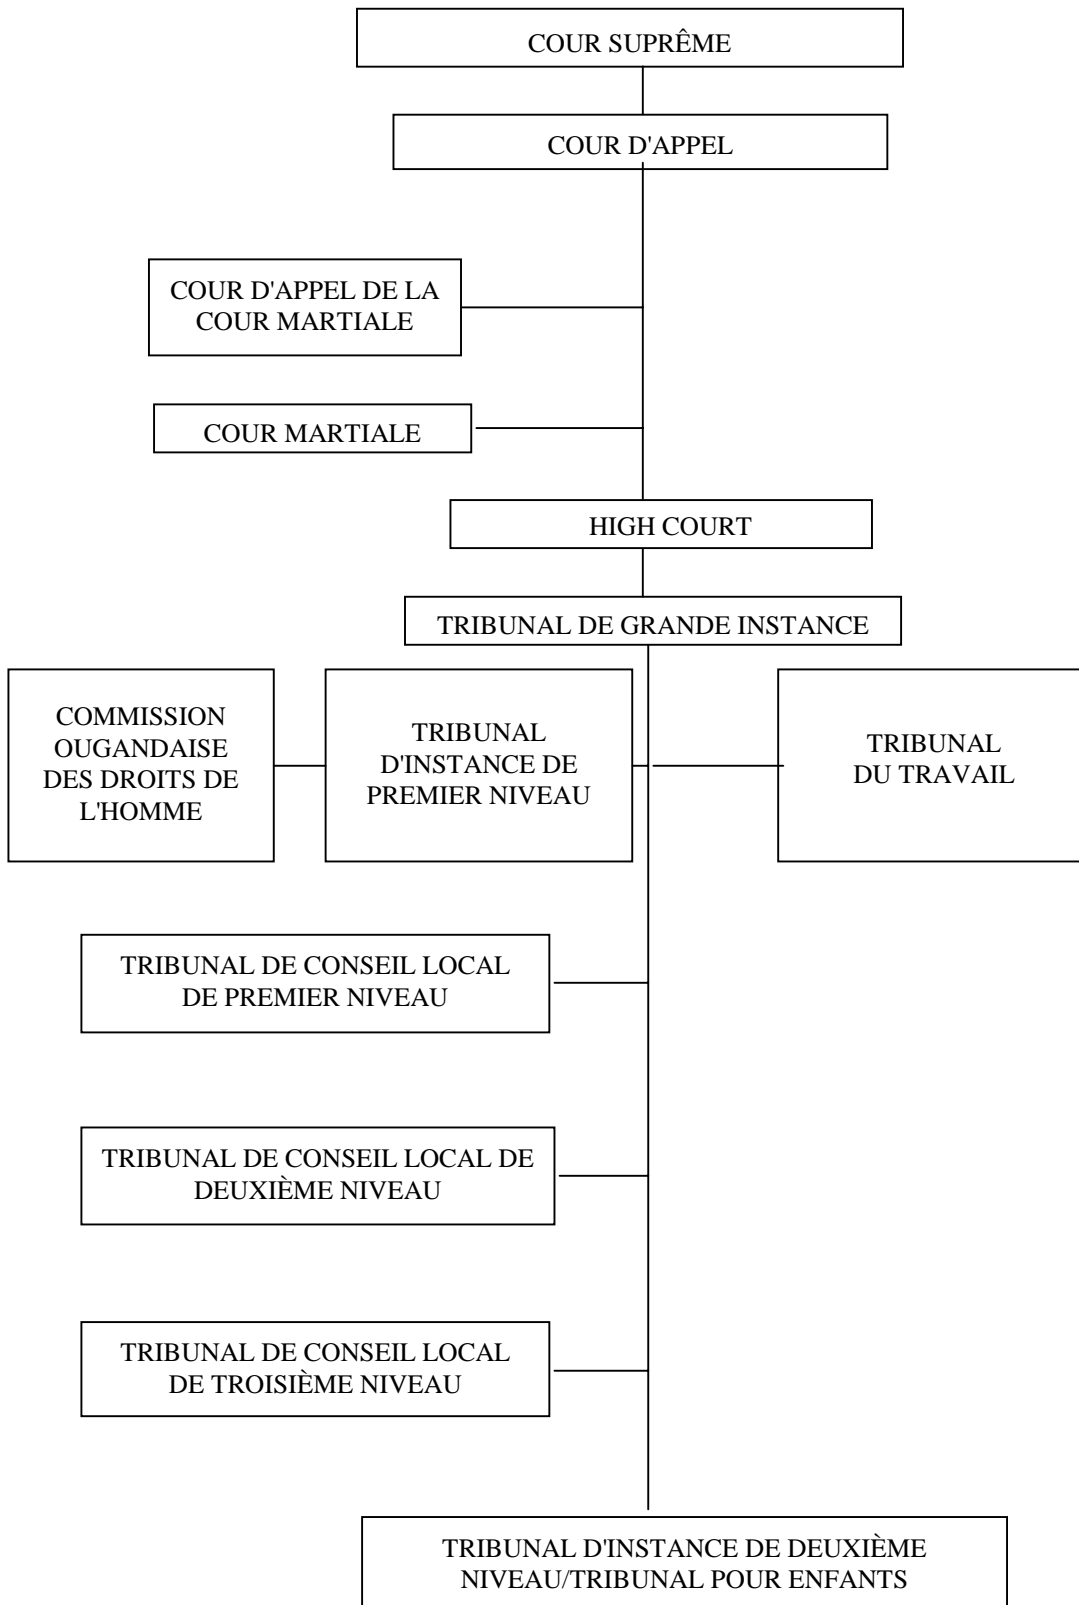 COUR SUPRÊME
COUR D'APPEL
COUR D'APPEL DE LA
COUR MARTIALE
COUR MARTIALE
HIGH COURT
TRIBUNAL DE GRANDE INSTANCE
COMMISSION
OUGANDAISE
DES DROITS DE
L'HOMME
TRIBUNAL
D'INSTANCE DE
PREMIER NIVEAU
TRIBUNAL
DU TRAVAIL
TRIBUNAL DE CONSEIL LOCAL
DE PREMIER NIVEAU
TRIBUNAL DE CONSEIL LOCAL DE
DEUXIÈME NIVEAU
TRIBUNAL DE CONSEIL LOCAL
DE TROISIÈME NIVEAU
TRIBUNAL D'INSTANCE DE DEUXIÈME
NIVEAU/TRIBUNAL POUR ENFANTS